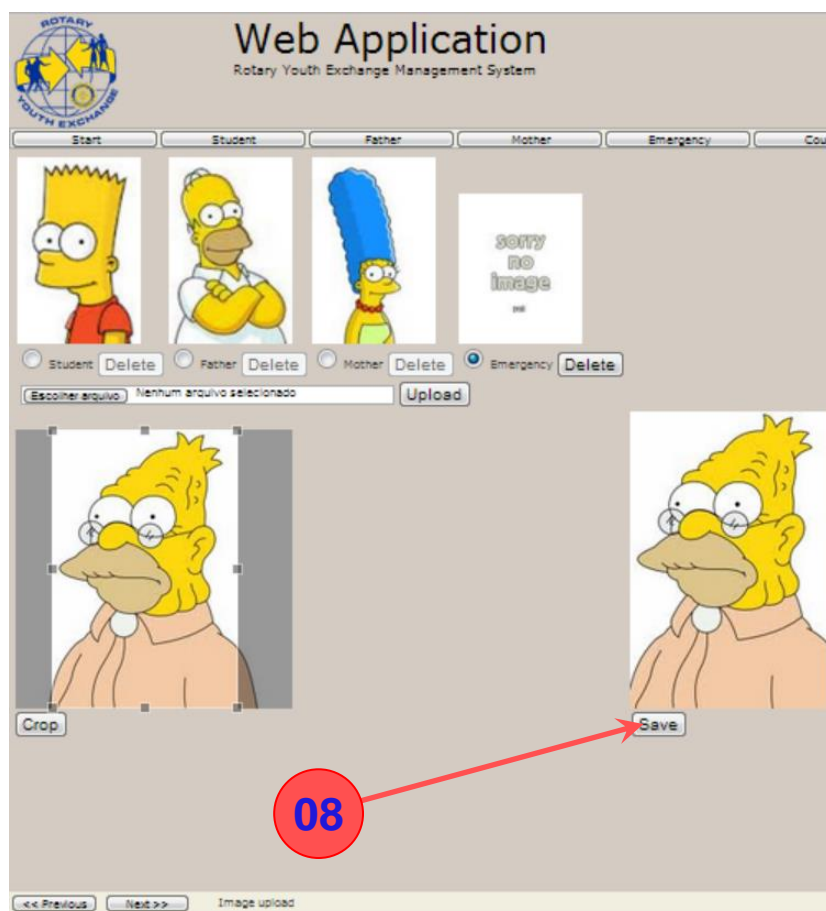 ROTARY
YOUTH EXCHANGE
Web Application
Rotary Youth Exchange Management System
Start Student Father Mother Emergency Cou
sorry
no
image
Student Delete Father Delete Mother Delete Emergency Delete
Escolher arquivo Nenhum arquivo selecionado Upload
Crop Save
08
<< Previous Next >> Image upload